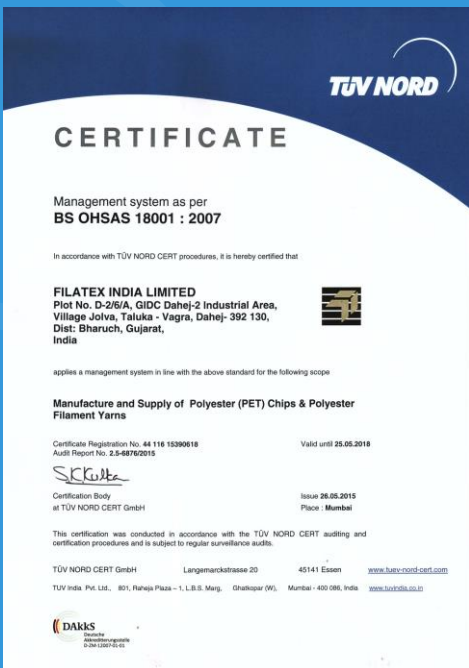 TÜV NORD
CERTIFICATE
Management system as per
BS OHSAS 18001 : 2007
In accordance with TÜV NORD CERT procedures, it is hereby certified that
FILATEX INDIA LIMITED
Plot No. D-2/6/A, GIDC Dahej-2 Industrial Area,
Village Jolva, Taluka - Vagra, Dahej- 392 130,
Dist: Bharuch, Gujarat,
India
applies a management system in line with the above standard for the following scope
Manufacture and Supply of Polyester (PET) Chips & Polyester
Filament Yarns
Certificate Registration No. 44 116 15390618 Valid until 25.05.2018
Audit Report No. 2.5-6876/2015
Certification Body Issue 26.05.2015
at TÜV NORD CERT GmbH Place : Mumbai
This certification was conducted in accordance with the TÜV NORD CERT auditing and
certification procedures and is subject to regular surveillance audits.
TÜV NORD CERT GmbH Langemarckstrasse 20 45141 Essen www.tuev-nord-cert.com
TUV India Pvt. Ltd., 801, Raheja Plaza – 1, L.B.S. Marg, Ghatkopar (W), Mumbai - 400 086, India www.tuvindia.co.in
DAkkS
Deutsche
Akkreditierungsstelle
D-ZM-12007-01-01